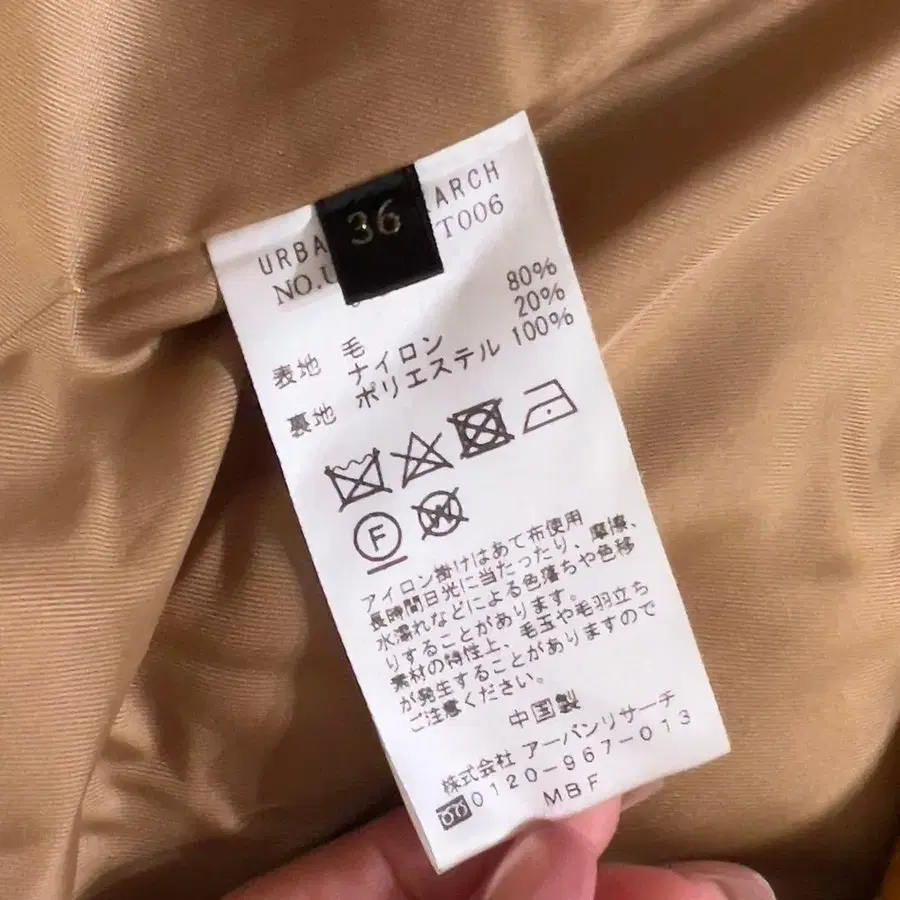 36
URBA ARCH
NO.U T006
表地 毛 80%
ナイロン 20%
裏地 ポリエステル 100%
F
W
アイロン掛けはあて布使用
長時間日光に当たったり、摩擦、
水濡れなどによる色落ちや色移
りすることがあります。
素材の特性上、毛玉や毛羽立ち
が発生することがありますので
ご注意ください。
中国製
株式会社 アーバンリサーチ
0120-967-013
MBF